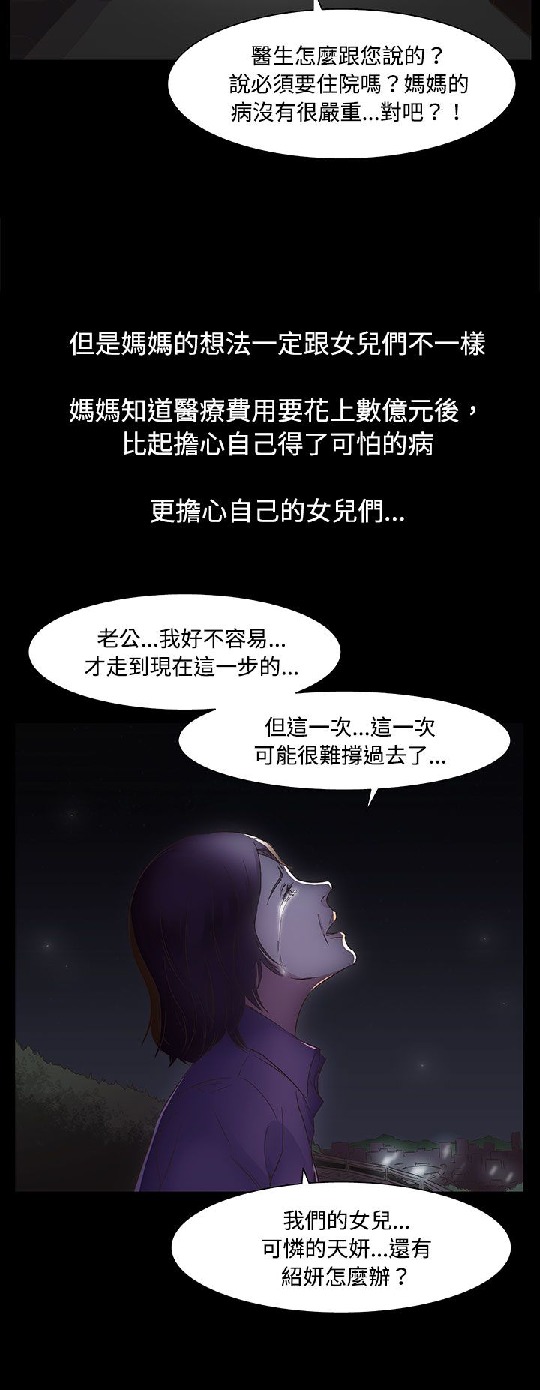 醫生怎麼跟您說的？
說必須要住院嗎？媽媽的
病沒有很嚴重...對吧？！
但是媽媽的想法一定跟女兒們不一樣
媽媽知道醫療費用要花上數億元後，
比起擔心自己得了可怕的病
更擔心自己的女兒們...
老公...我好不容易...
才走到現在這一步的...
但這一次...這一次
可能很難撐過去了...
我們的女兒...
可憐的天妍...還有
紹妍怎麼辦？